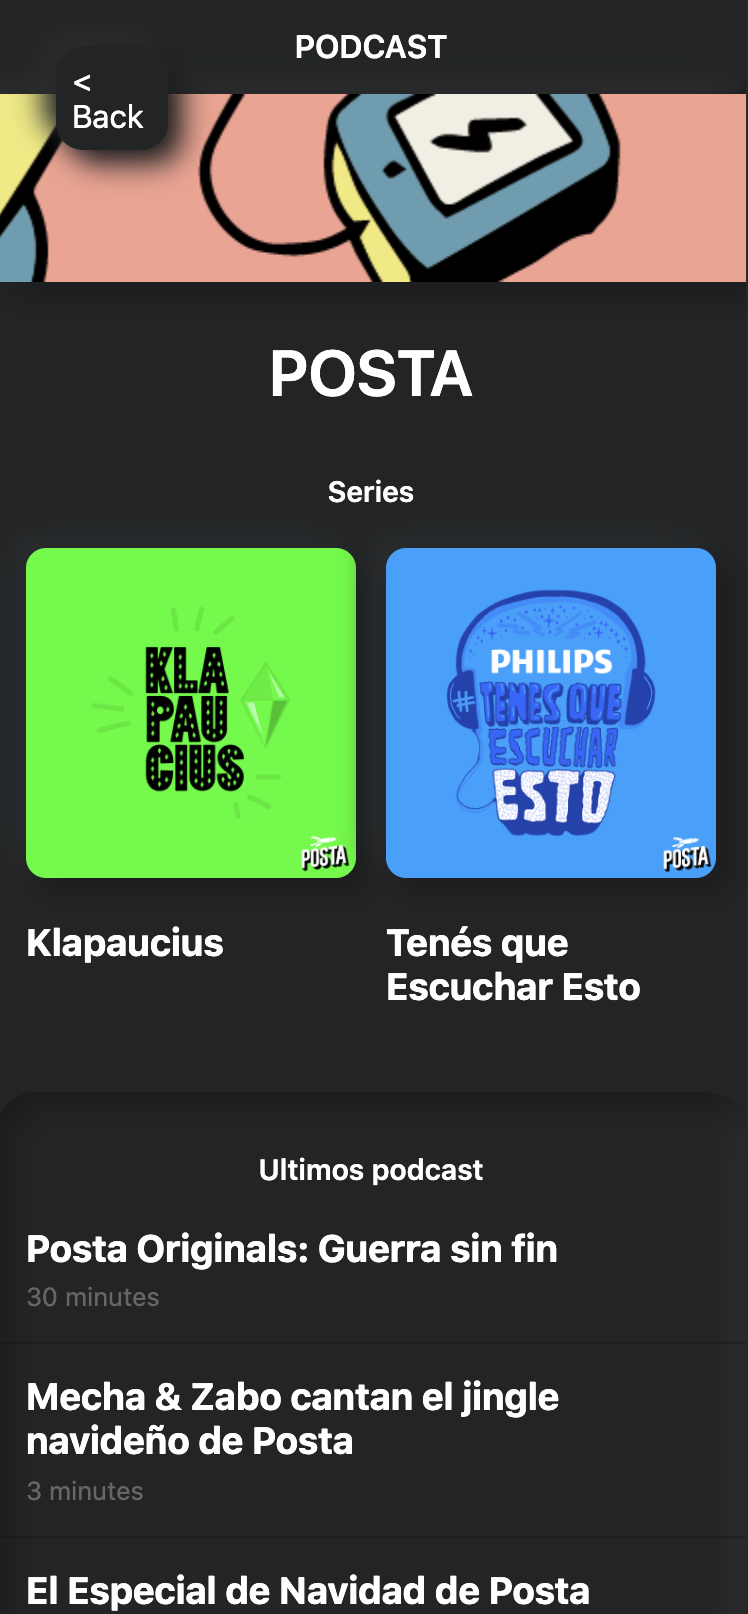 PODCAST
<
Back
POSTA
Series
KLA
PAU
CIUS
POSTA
PHILIPS
#TENES QUE
ESCUCHAR
ESTO
POSTA
Klapaucius
Tenés que
Escuchar Esto
Ultimos podcast
Posta Originals: Guerra sin fin
30 minutes
Mecha & Zabo cantan el jingle
navideño de Posta
3 minutes
El Especial de Navidad de Posta